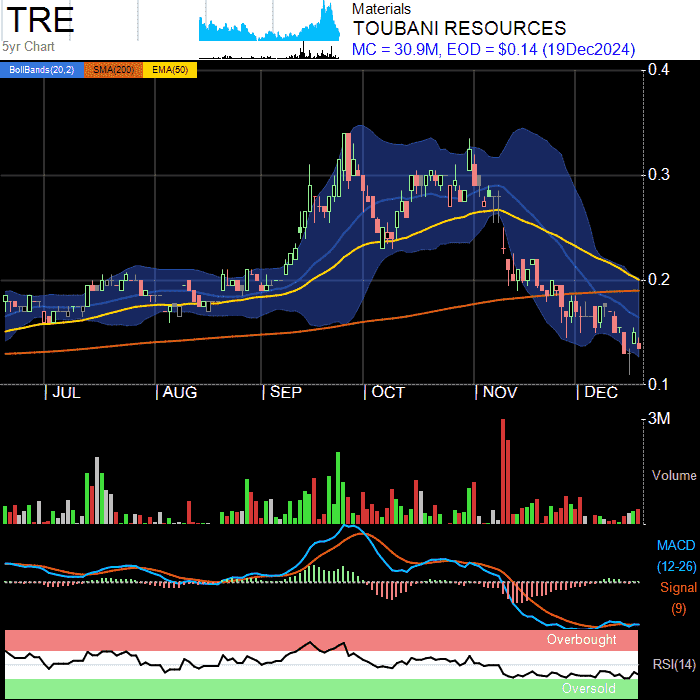 TRE
5yr Chart
Materials
TOUBANI RESOURCES
MC = 30.9M, EOD = $0.14 (19Dec2024)
BollBands(20,2) SMA(200) EMA(50)
0.4
0.3
0.2
0.1
| JUL | AUG | SEP | OCT | NOV | DEC
3M
Volume
MACD
(12-26)
Signal
(9)
Overbought
RSI(14)
Oversold